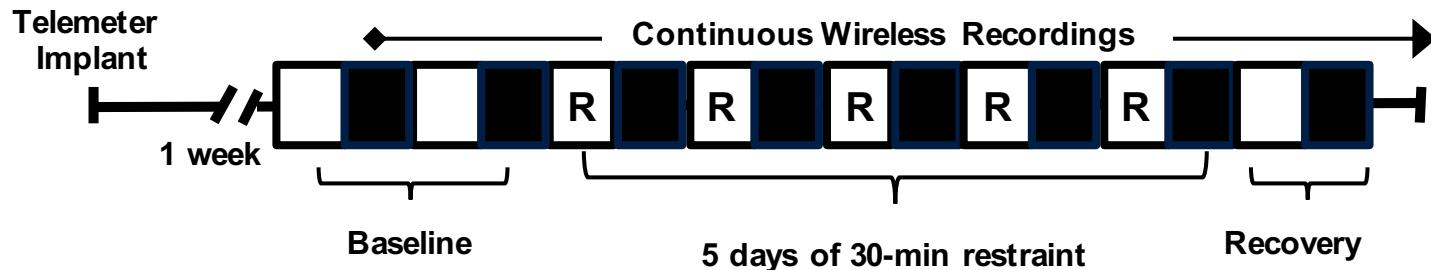 Telemeter
Implant
Continuous Wireless Recordings
R R R R R
1 week
Baseline
5 days of 30-min restraint
Recovery